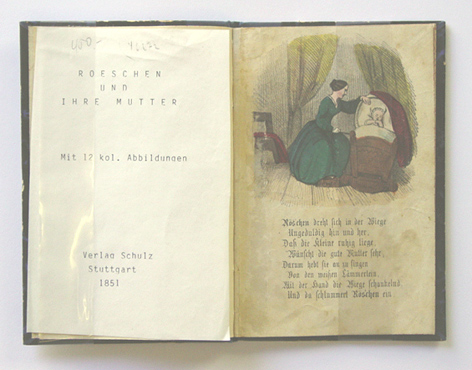 ROESCHEN
UND
IHRE MUTTER
Mit 12 kol. Abbildungen
Verlag Schulz
Stuttgart
1851
Röschen dreht sich in der Wiege
Ungeduldig hin und her,
Daß die Kleine ruhig liege
Wünscht die gute Mutter sehr,
Darum hebt sie an zu singen
Von den weißen Lämmerlein,
Mit der Hand die Wiege schaukelnd
Und da schlummert Röschen ein.